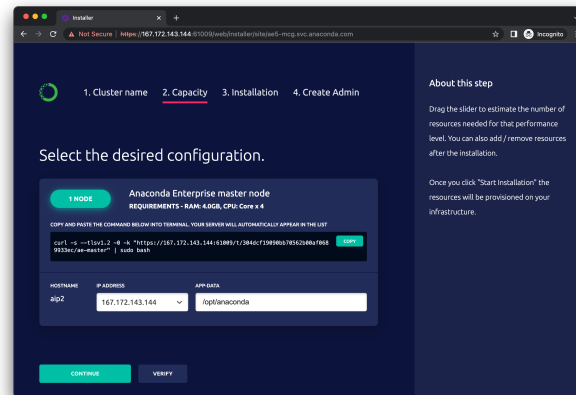 Installer
Not Secure | https://167.172.143.144:61009/web/installer/site/ae5-mcg.svc.anaconda.com
Incognito
1. Cluster name 2. Capacity 3. Installation 4. Create Admin
Select the desired configuration.
1 NODE
Anaconda Enterprise master node
REQUIREMENTS - RAM: 4.0GB, CPU: Core x 4
COPY AND PASTE THE COMMAND BELOW INTO TERMINAL. YOUR SERVER WILL AUTOMATICALLY APPEAR IN THE LIST
curl -s --tlsv1.2 -0 -k "https://167.172.143.144:61009/t/304dcf19090bb70562b00af068
9933ec/ae-master" | sudo bash
COPY
HOSTNAME IP ADDRESS APP-DATA
aip2 167.172.143.144 /opt/anaconda
CONTINUE VERIFY
About this step
Drag the slider to estimate the number of
resources needed for that performance
level. You can also add / remove resources
after the installation.
Once you click "Start Installation" the
resources will be provisioned on your
infrastructure.